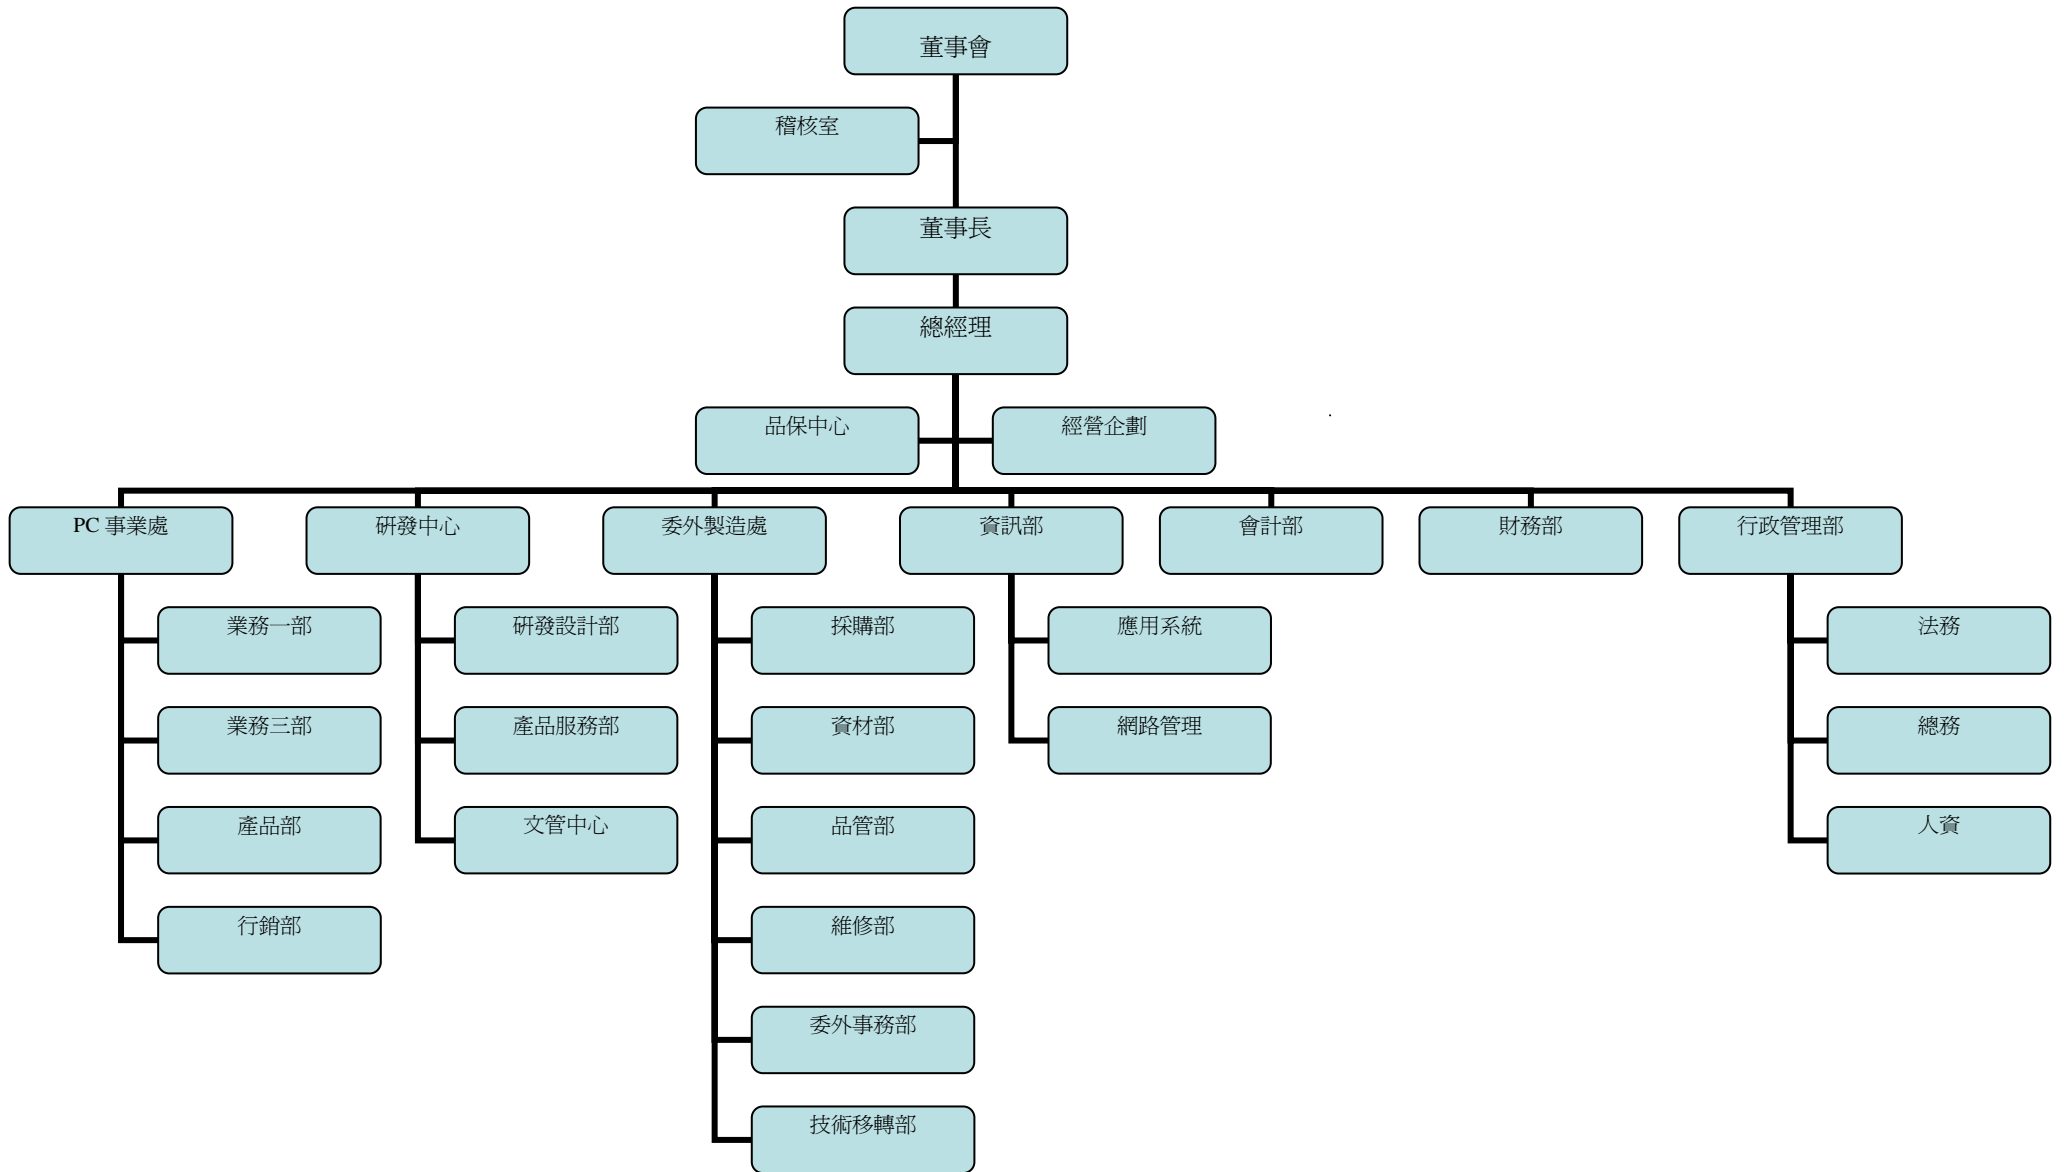 董事會
稽核室
董事長
總經理
品保中心
經營企劃
PC 事業處
研發中心
委外製造處
資訊部
會計部
財務部
行政管理部
業務一部
研發設計部
採購部
應用系統
法務
業務三部
產品服務部
資材部
網路管理
總務
產品部
文管中心
品管部
人資
行銷部
維修部
委外事務部
技術移轉部